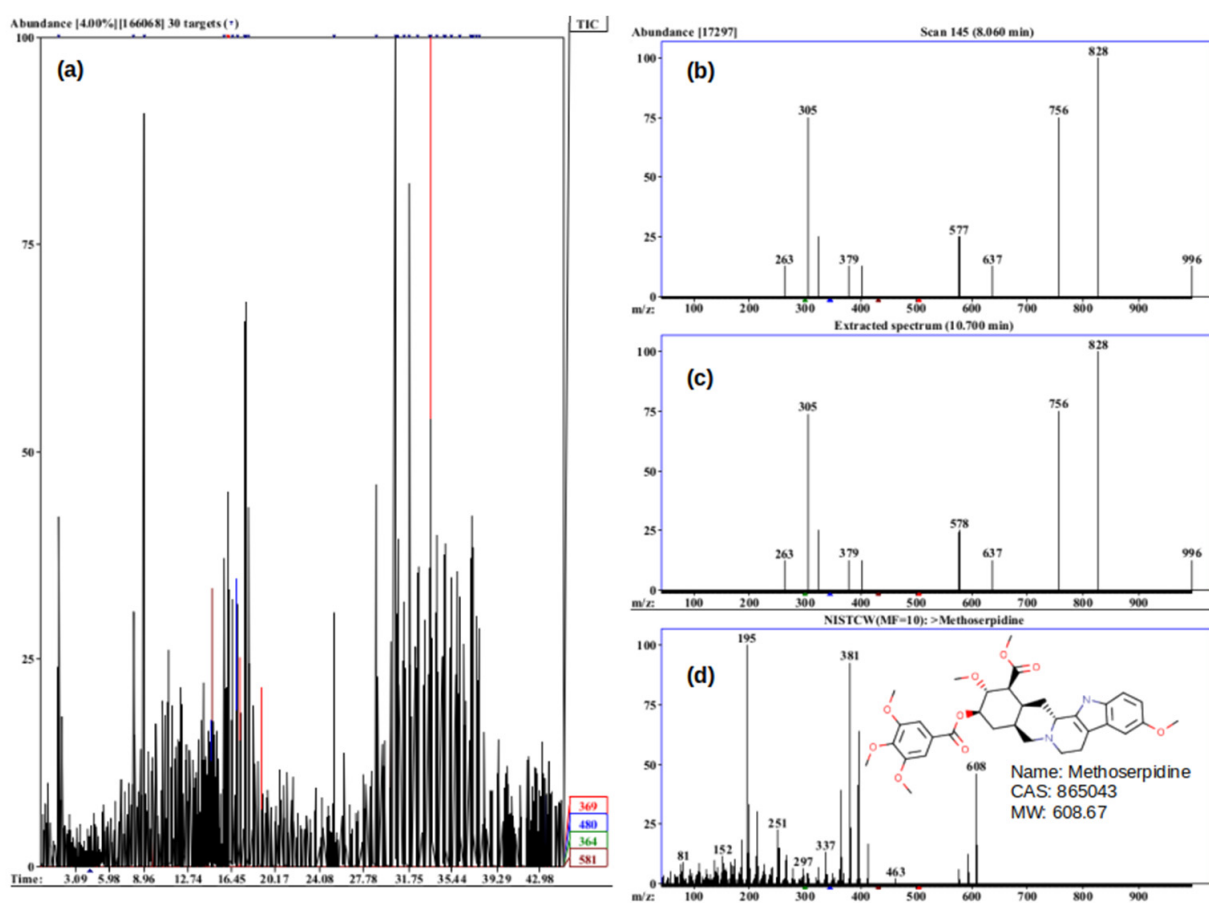 Abundance [4.00%][166068] 30 targets (▾)
TIC
100
(a)
75
50
25
0
369
480
364
581
Time: 3.09 5.98 8.96 12.74 16.45 20.17 24.08 27.78 31.75 35.44 39.29 42.98
Abundance [17297] Scan 145 (8.060 min)
100
(b)
828
75
305
756
50
25
577
263
379
637
996
0
m/z: 100 200 300 400 500 600 700 800 900
Extracted spectrum (10.700 min)
100
(c)
828
75
305
756
50
25
578
263
379
637
996
0
m/z: 100 200 300 400 500 600 700 800 900
NISTCW(MF=10): >Methoserpidine
100
195
381
(d)
O
O
O
O
O
O
O
O
O
N
N
75
50
608
Name: Methoserpidine
CAS: 865043
MW: 608.67
25
251
81
152
297
337
463
0
m/z: 100 200 300 400 500 600 700 800 900